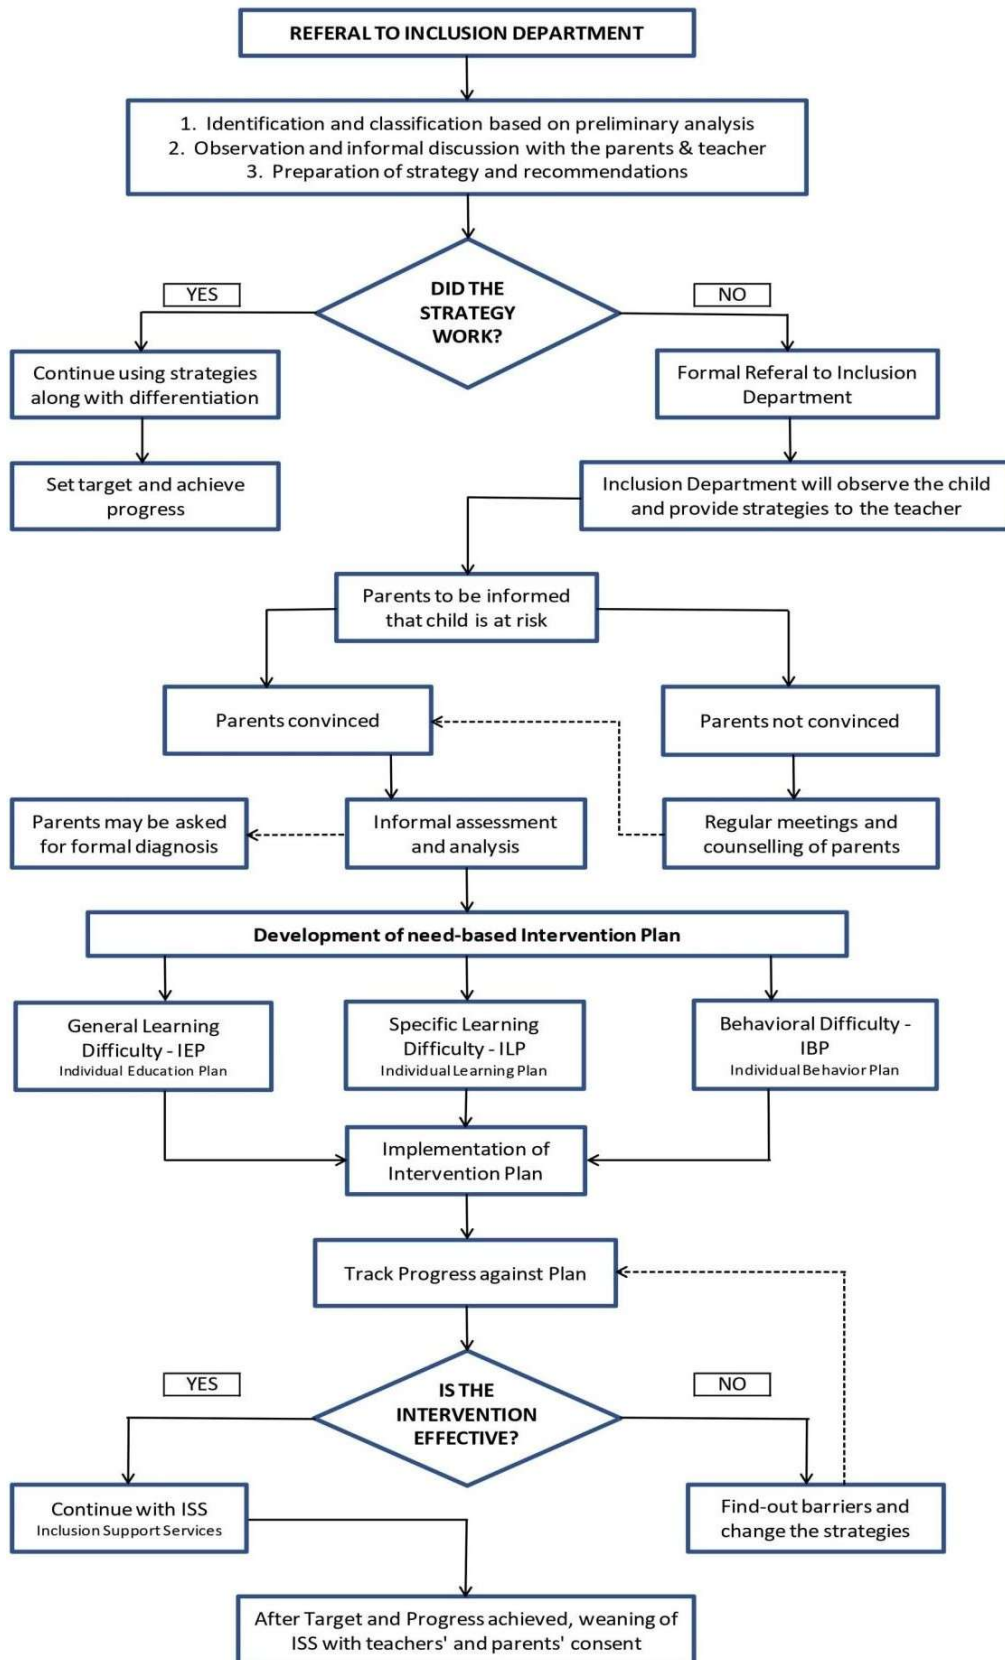 REFERAL TO INCLUSION DEPARTMENT
1. Identification and classification based on preliminary analysis
2. Observation and informal discussion with the parents & teacher
3. Preparation of strategy and recommendations
DID THE
STRATEGY
WORK?
YES
NO
Continue using strategies
along with differentiation
Formal Referal to Inclusion
Department
Set target and achieve
progress
Inclusion Department will observe the child
and provide strategies to the teacher
Parents to be informed
that child is at risk
Parents convinced
Parents not convinced
Parents may be asked
for formal diagnosis
Informal assessment
and analysis
Regular meetings and
counselling of parents
Development of need-based Intervention Plan
General Learning
Difficulty - IEP
Individual Education Plan
Specific Learning
Difficulty - ILP
Individual Learning Plan
Behavioral Difficulty -
IBP
Individual Behavior Plan
Implementation of
Intervention Plan
Track Progress against Plan
YES
NO
IS THE
INTERVENTION
EFFECTIVE?
Continue with ISS
Inclusion Support Services
Find-out barriers and
change the strategies
After Target and Progress achieved, weaning of
ISS with teachers' and parents' consent